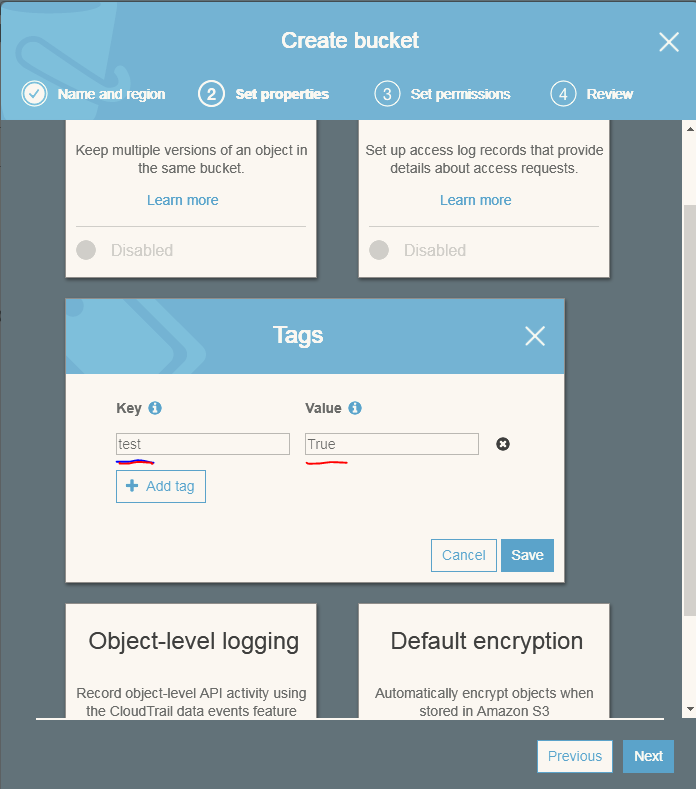 Create bucket
Name and region
2 Set properties
3 Set permissions
4 Review
Keep multiple versions of an object in
the same bucket.
Learn more
Disabled
Set up access log records that provide
details about access requests.
Learn more
Disabled
Tags
Key
Value
test
True
Add tag
Cancel
Save
Object-level logging
Record object-level API activity using
the CloudTrail data events feature
Default encryption
Automatically encrypt objects when
stored in Amazon S3
Previous
Next